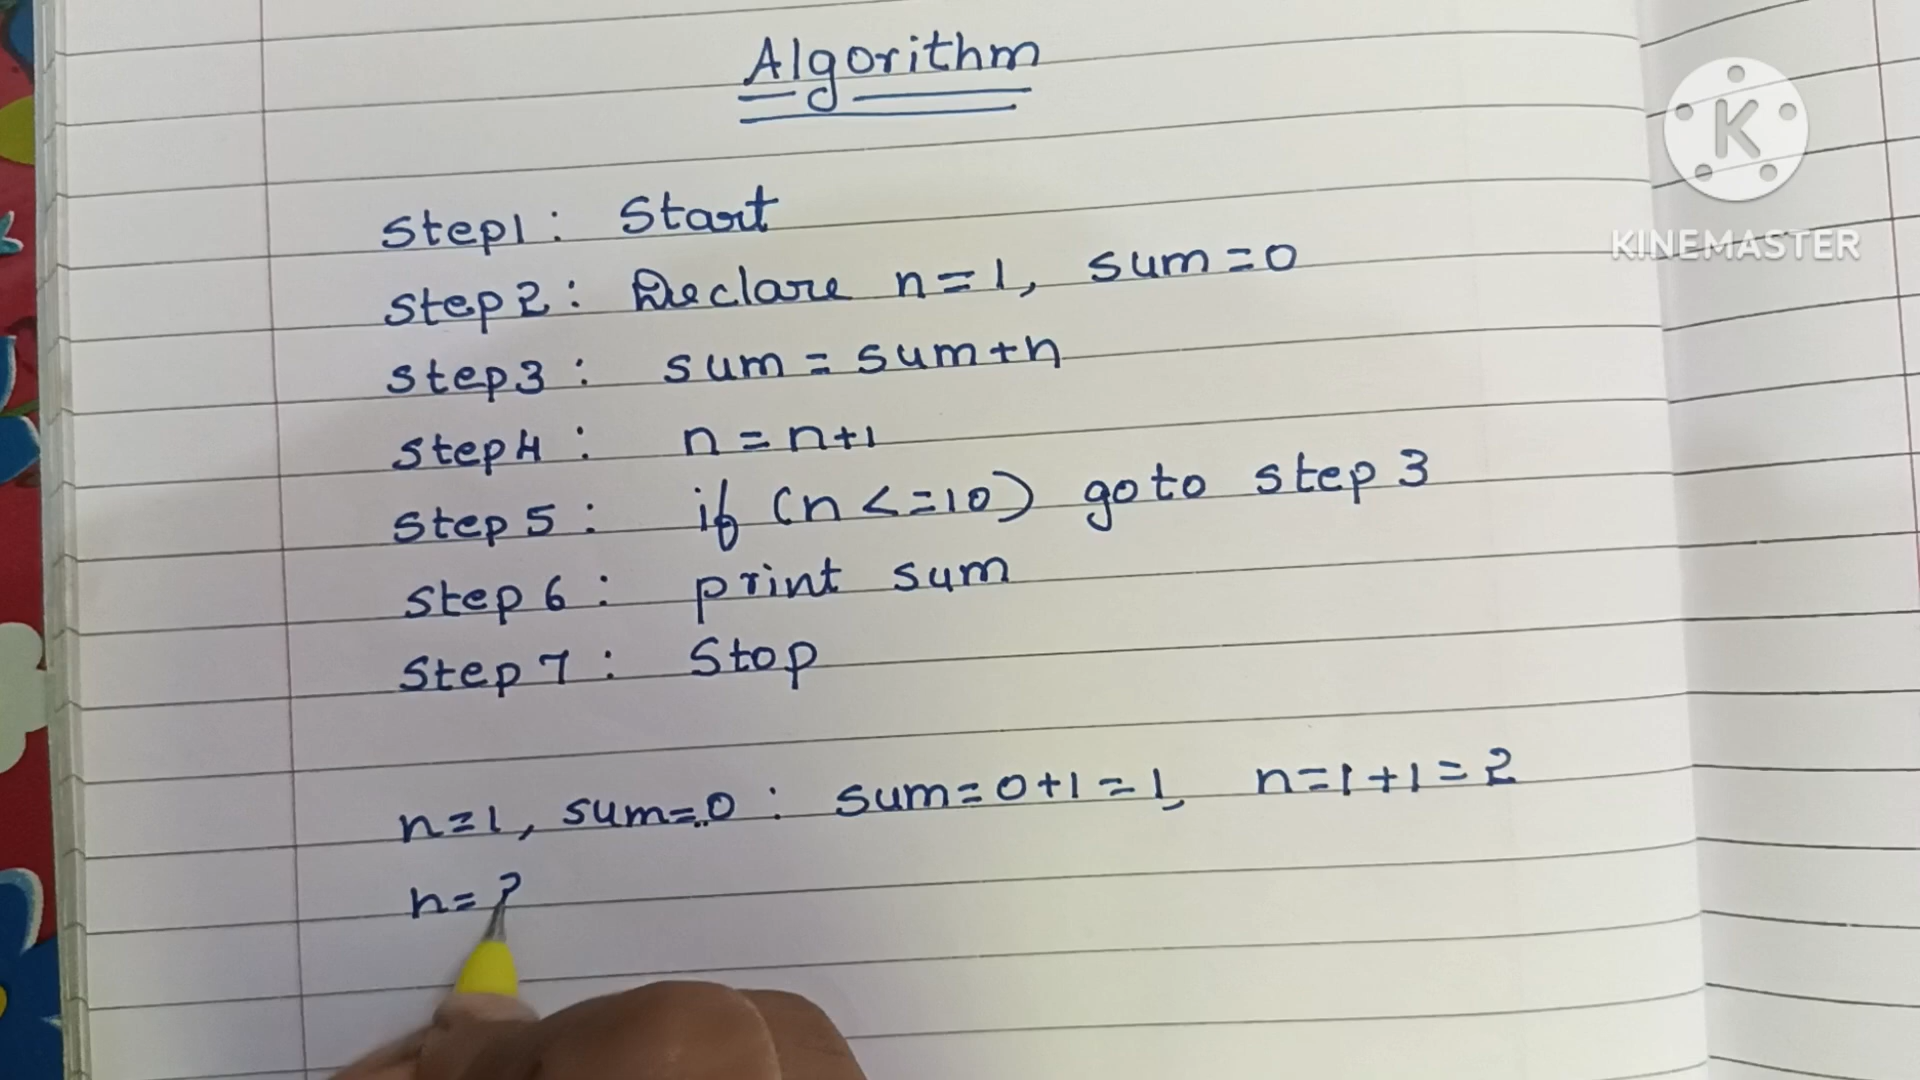 Algorithm
K
KINEMASTER
Step1: Start
Step2: Declare n=1, sum=0
Step3: sum=sum+n
Step4: n=n+1
Step5: if (n<=10) goto step 3
Step6: print sum
Step7: Stop
n=1, sum=0: sum=0+1=1, n=1+1=2
n=